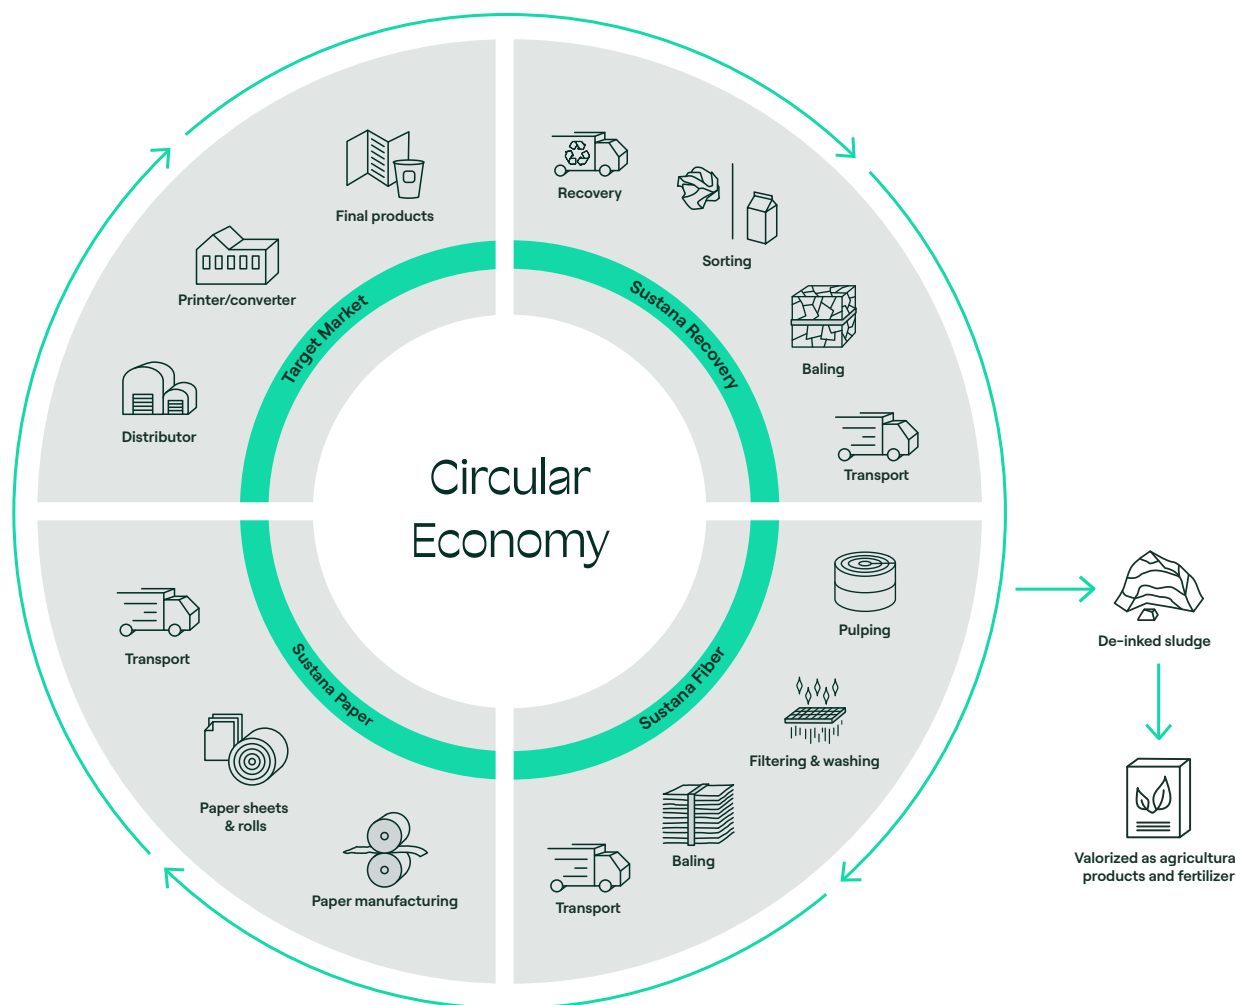 Final products
Printer/converter
Distributor
Target Market
Recovery
Sorting
Baling
Transport
Sustana Recovery
Circular
Economy
Pulping
Filtering & washing
Baling
Transport
Sustana Fiber
De-inked sludge
Valorized as agricultura
products and fertilizer
Paper manufacturing
Paper sheets
& rolls
Transport
Sustana Paper